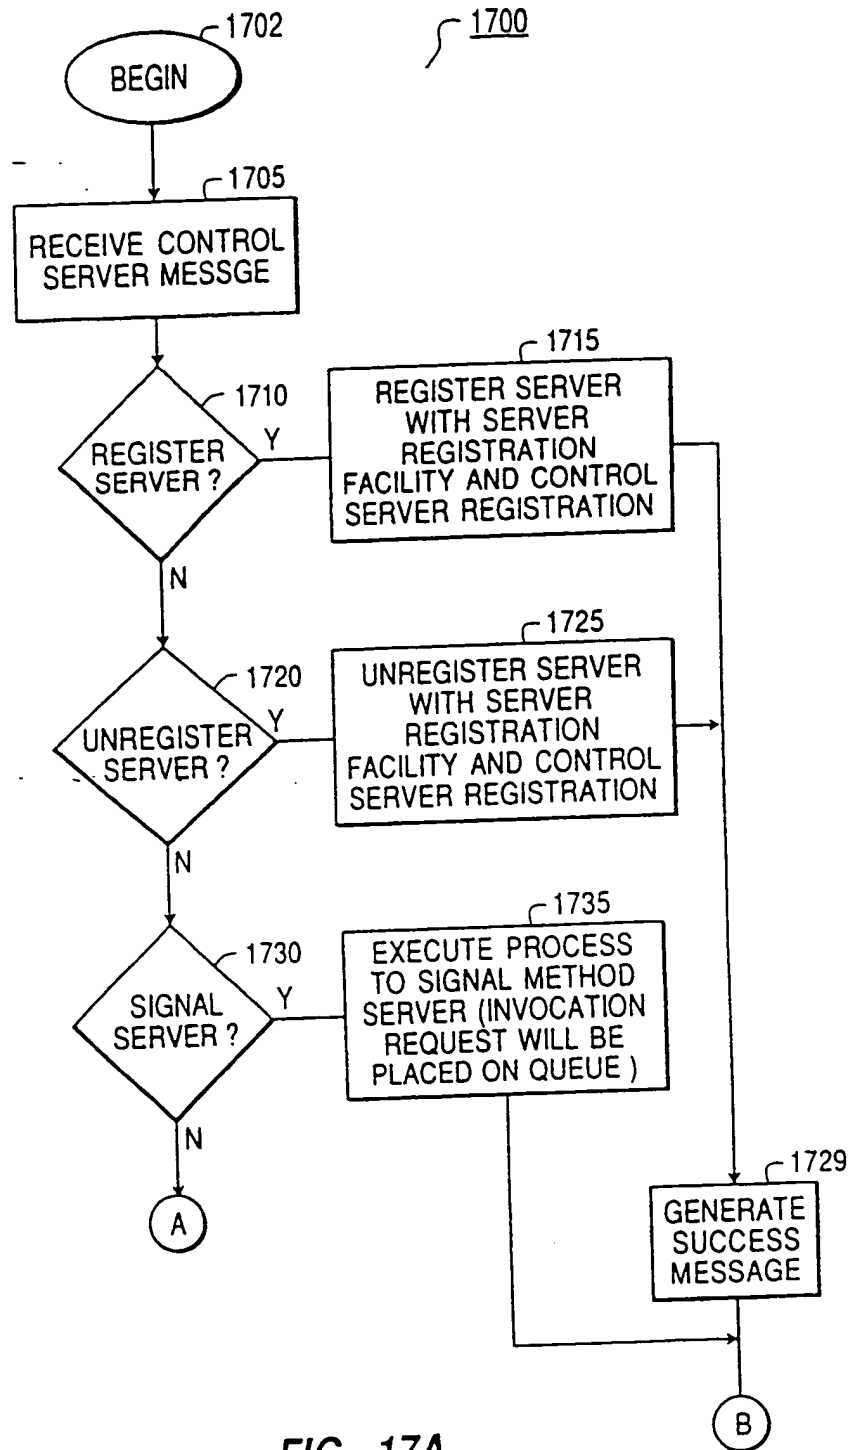 1702
1700
BEGIN
1705
RECEIVE CONTROL
SERVER MESSGE
1710
REGISTER
SERVER ?
Y
N
1715
REGISTER SERVER
WITH SERVER
REGISTRATION
FACILITY AND CONTROL
SERVER REGISTRATION
1720
UNREGISTER
SERVER ?
Y
N
1725
UNREGISTER SERVER
WITH SERVER
REGISTRATION
FACILITY AND CONTROL
SERVER REGISTRATION
1730
SIGNAL
SERVER ?
Y
N
1735
EXECUTE PROCESS
TO SIGNAL METHOD
SERVER (INVOCATION
REQUEST WILL BE
PLACED ON QUEUE )
A
1729
GENERATE
SUCCESS
MESSAGE
B
FIG. 17A